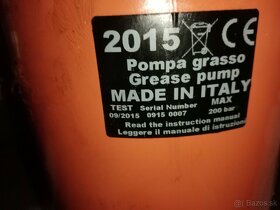 2015 CE
Pompa grasso
Grease pump
MADE IN ITALY
TEST Serial Number MAX
09/2015 0915 0007 200 bar
Read the instruction manual
Leggere il manuale di istruzione
Bazos.sk